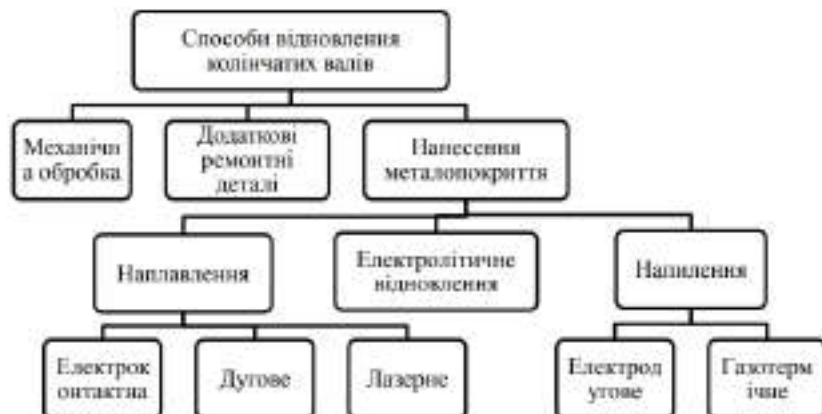 Способи відновлення
колінчатих валів
Механічн
а обробка
Додаткові
ремонтні
деталі
Нанесення
металопокриття
Наплавлення
Електролітичне
відновлення
Напилення
Електрок
онтактна
Дугове
Лазерне
Електрод
угове
Газотерм
ічне